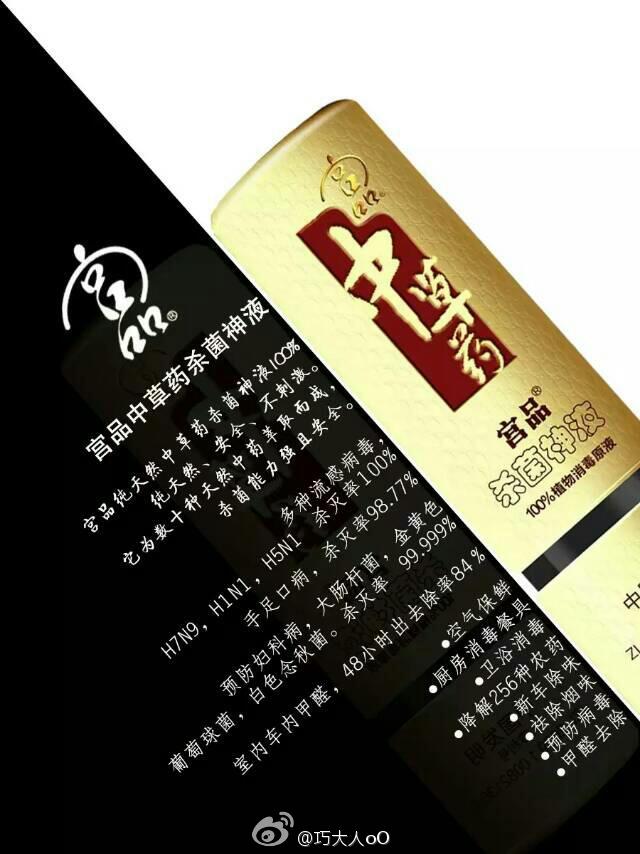 宫品®
宫品中草药杀菌神液
宫品纯天然中草药杀菌神液100%
纯天然、安全、不刺激。
它为数十种天然中药萃取而成，
杀菌能力强且安全。
H7N9，H1N1，H5N1 多种流感病毒，
杀灭率100%
手足口病，杀灭率98.77%
预防妇科病，大肠杆菌，金黄色
葡萄球菌，白色念秋菌。杀灭率 99.999%
室内车内甲醛，48小时出去除率84%
宫品®
中草药
宫品®
杀菌神液
100%植物消毒原液
●空气保鲜
●厨房消毒餐具
●卫浴消毒
●降解256种农药
●新车除味
●祛除烟味
●预防病毒
●甲醛去除
@巧大人oO